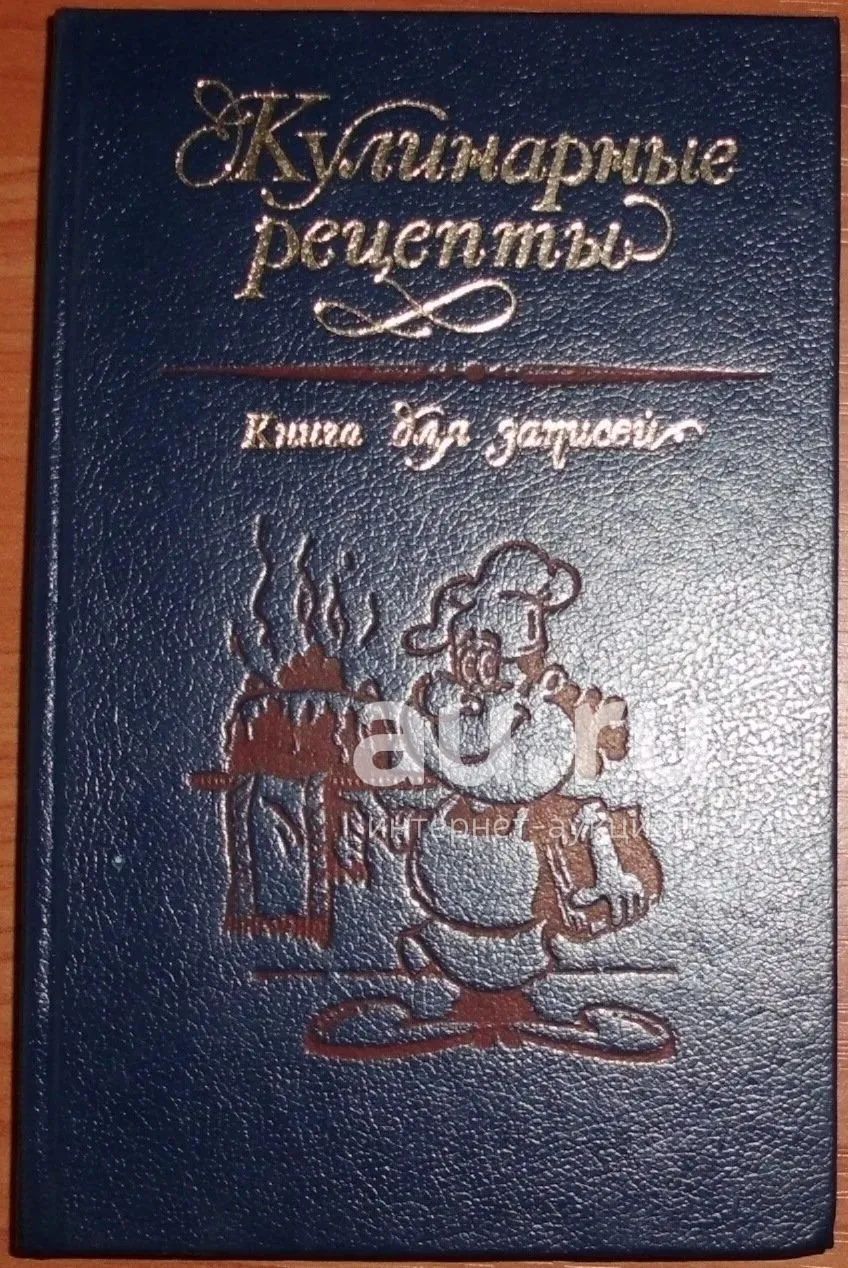 Кулинарные
рецепты
Книга для записей
au.ru
интернет-аукцион